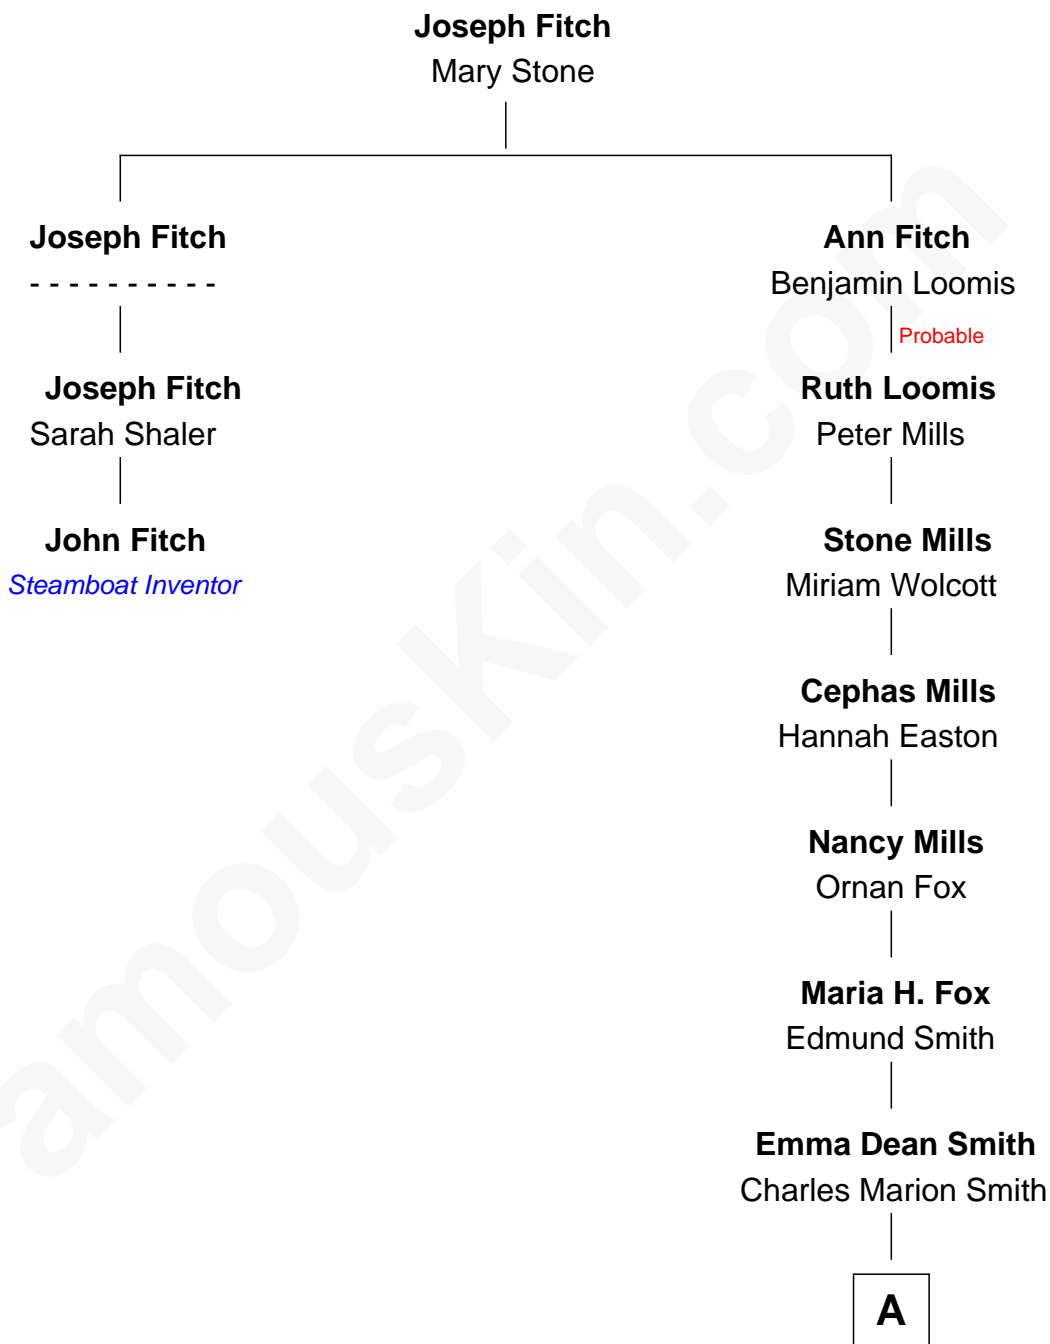 Joseph Fitch
Mary Stone
Joseph Fitch
- - - - - - - - - -
Ann Fitch
Benjamin Loomis
Probable
Joseph Fitch
Sarah Shaler
Ruth Loomis
Peter Mills
John Fitch
Steamboat Inventor
Stone Mills
Miriam Wolcott
Cephas Mills
Hannah Easton
Nancy Mills
Ornan Fox
Maria H. Fox
Edmund Smith
Emma Dean Smith
Charles Marion Smith
A
amouskin.com